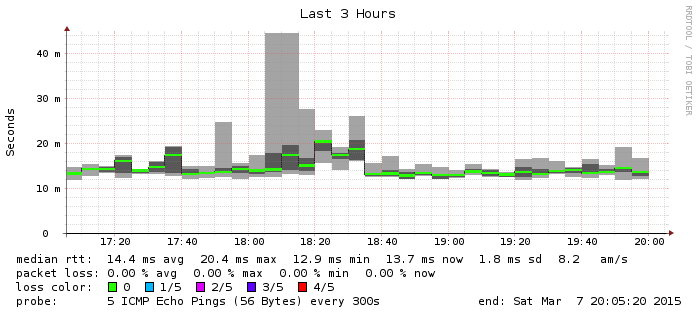 Last 3 Hours
RRDTOOL / TOBI OETIKER
Seconds
40 m
30 m
20 m
10 m
0
17:20 17:40 18:00 18:20 18:40 19:00 19:20 19:40 20:00
median rtt: 14.4 ms avg 20.4 ms max 12.9 ms min 13.7 ms now 1.8 ms sd 8.2 am/s
packet loss: 0.00 % avg 0.00 % max 0.00 % min 0.00 % now
loss color: 0 1/5 2/5 3/5 4/5
probe: 5 ICMP Echo Pings (56 Bytes) every 300s end: Sat Mar 7 20:05:20 2015